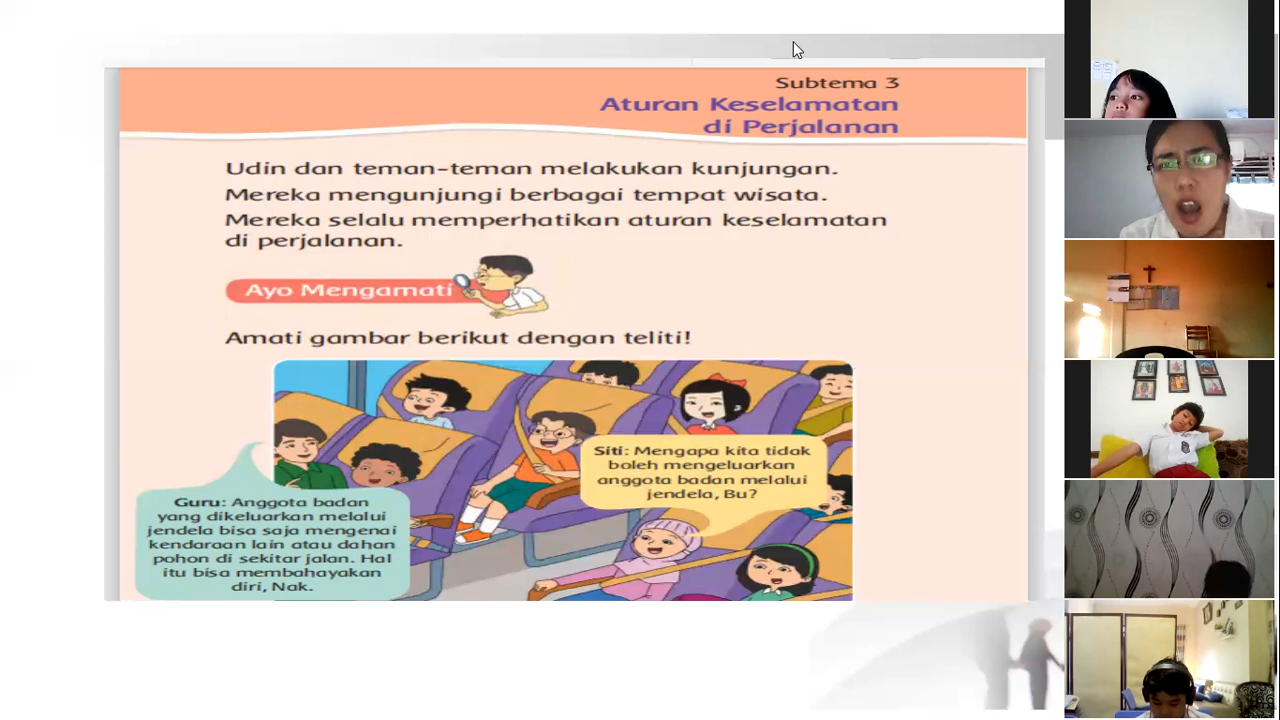 Subtema 3
Aturan Keselamatan
di Perjalanan
Udin dan teman-teman melakukan kunjungan.
Mereka mengunjungi berbagai tempat wisata.
Mereka selalu memperhatikan aturan keselamatan
di perjalanan.
Ayo Mengamati
Amati gambar berikut dengan teliti!
Siti: Mengapa kita tidak
boleh mengeluarkan
anggota badan melalui
jendela, Bu?
Guru: Anggota badan
yang dikeluarkan melalui
jendela bisa saja mengenai
kendaraan lain atau dahan
pohon di sekitar jalan. Hal
itu bisa membahayakan
diri, Nak.